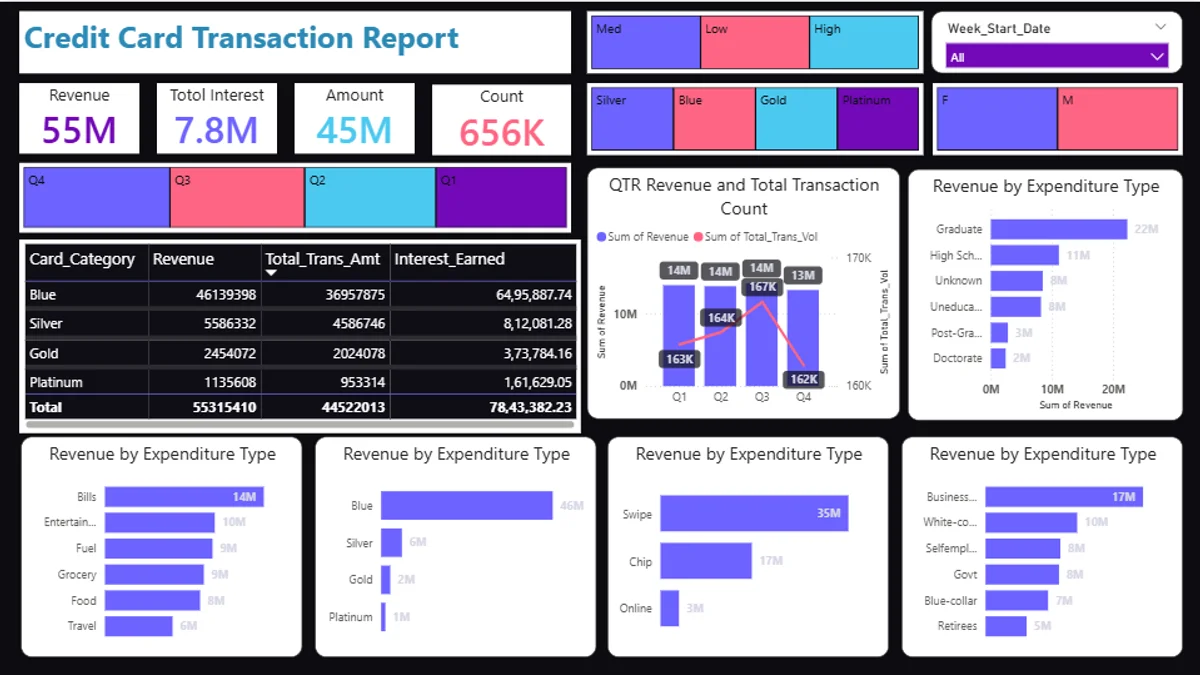 Credit Card Transaction Report
Med Low High
Week_Start_Date
All
Revenue
55M
Totol Interest
7.8M
Amount
45M
Count
656K
Silver Blue Gold Platinum
F M
Q4 Q3 Q2 Q1
Card_Category Revenue Total_Trans_Amt Interest_Earned
Blue 46139398 36957875 64,95,887.74
Silver 5586332 4586746 8,12,081.28
Gold 2454072 2024078 3,73,784.16
Platinum 1135608 953314 1,61,629.05
Total 55315410 44522013 78,43,382.23
QTR Revenue and Total Transaction
Count
Sum of Revenue Sum of Total_Trans_Vol
Sum of Revenue
10M
0M
14M 14M 14M 13M
163K 164K 167K 162K
170K
160K
Sum of Total_Trans_Vol
Q1 Q2 Q3 Q4
Revenue by Expenditure Type
Graduate 22M
High Sch... 11M
Unknown 8M
Uneduca... 8M
Post-Gra... 3M
Doctorate 2M
0M 10M 20M
Sum of Revenue
Revenue by Expenditure Type
Bills 14M
Entertain... 10M
Fuel 9M
Grocery 9M
Food 8M
Travel 6M
Revenue by Expenditure Type
Blue 46M
Silver 6M
Gold 2M
Platinum 1M
Revenue by Expenditure Type
Swipe 35M
Chip 17M
Online 3M
Revenue by Expenditure Type
Business... 17M
White-co... 10M
Selfempl... 8M
Govt 8M
Blue-collar 7M
Retirees 5M